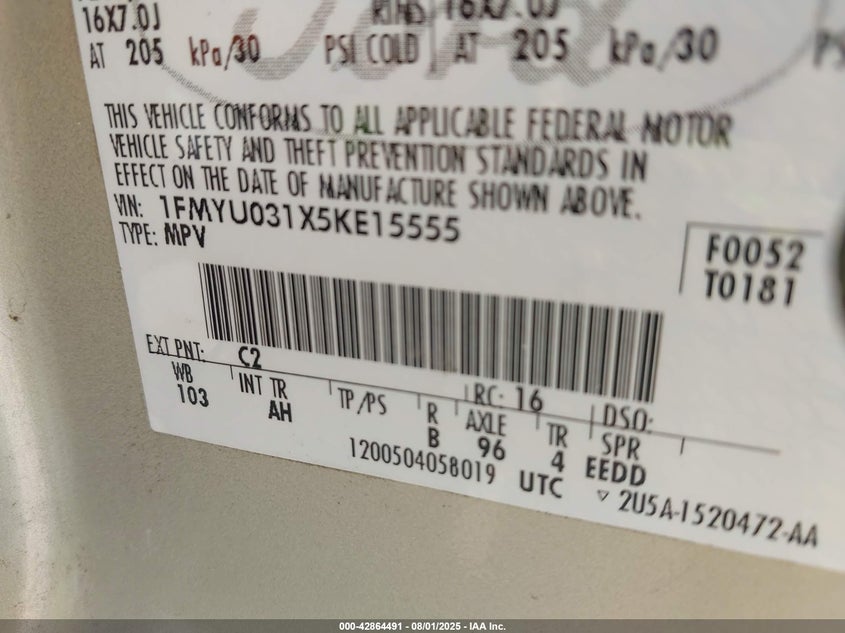 16X7.0J 16X7.0J
AT 205 kPa/30 PSI COLD AT 205 kPa/30 PS
THIS VEHICLE CONFORMS TO ALL APPLICABLE FEDERAL MOTOR
VEHICLE SAFETY AND THEFT PREVENTION STANDARDS IN
EFFECT ON THE DATE OF MANUFACTURE SHOWN ABOVE.
VIN: 1FMYU031X5KE15555
TYPE: MPV
F0052
T0181
EXT PNT: C2 RC: 16 DSO:
WB INT TR TP/PS R AXLE TR SPR
103 AH B 96 4 EEDD
1200504058019 UTC ▽ 2U5A-1520472-AA
000-42864491 - 08/01/2025 - IAA Inc.